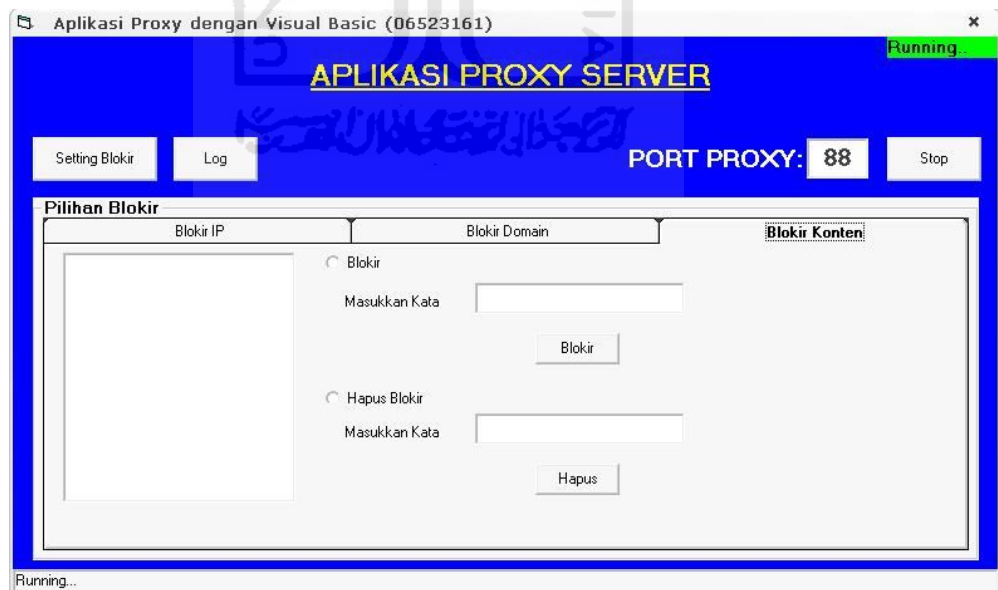 Aplikasi Proxy dengan Visual Basic (06523161)
Running..
APLIKASI PROXY SERVER
Setting Blokir Log PORT PROXY: 88 Stop
Pilihan Blokir
Blokir IP Blokir Domain Blokir Konten
Blokir
Masukkan Kata
Blokir
Hapus Blokir
Masukkan Kata
Hapus
Running...